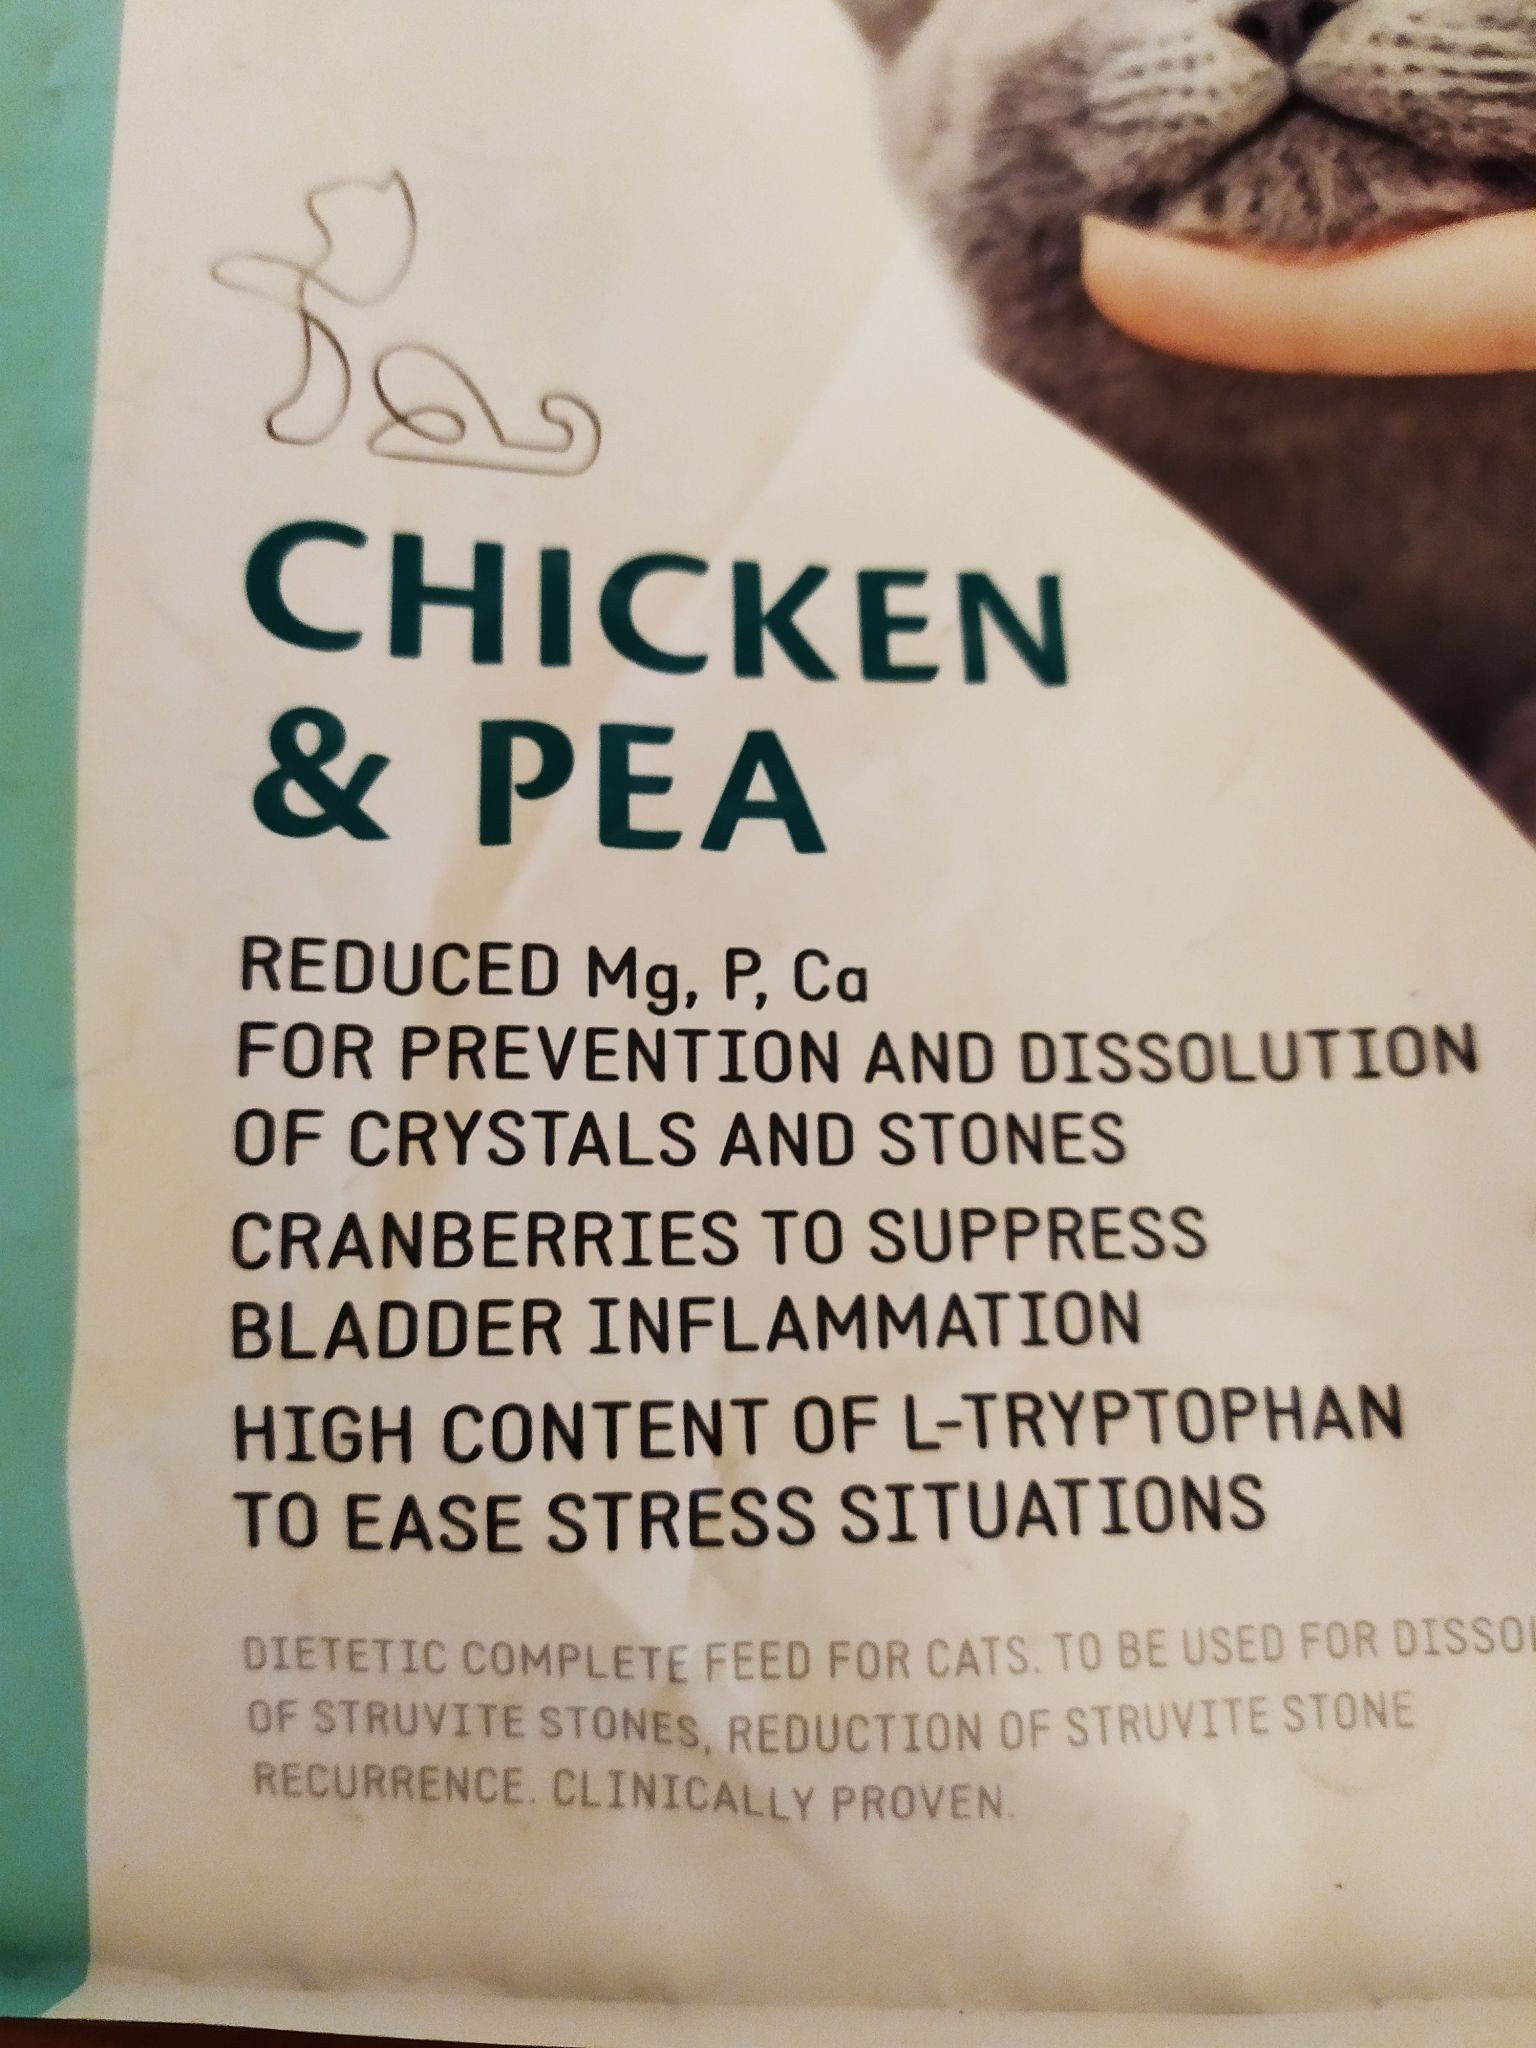 CHICKEN
& PEA
REDUCED Mg, P, Ca
FOR PREVENTION AND DISSOLUTION
OF CRYSTALS AND STONES
CRANBERRIES TO SUPPRESS
BLADDER INFLAMMATION
HIGH CONTENT OF L-TRYPTOPHAN
TO EASE STRESS SITUATIONS
DIETETIC COMPLETE FEED FOR CATS. TO BE USED FOR
OF STRUVITE STONES, REDUCTION OF STRUVITE STONE
RECURRENCE. CLINICALLY PROVEN.